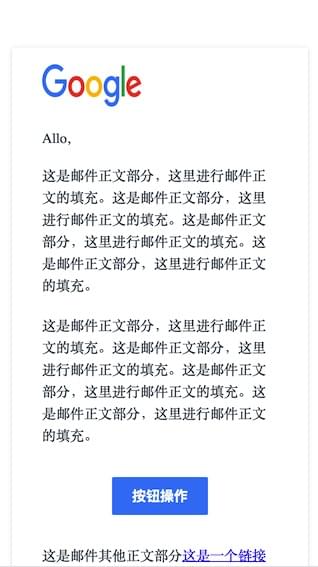 Google
Allo,
这是邮件正文部分，这里进行邮件正
文的填充。这是邮件正文部分，这里
进行邮件正文的填充。这是邮件正文
部分，这里进行邮件正文的填充。这
是邮件正文部分，这里进行邮件正文
的填充。
这是邮件正文部分，这里进行邮件正
文的填充。这是邮件正文部分，这里
进行邮件正文的填充。这是邮件正文
部分，这里进行邮件正文的填充。这
是邮件正文部分，这里进行邮件正文
的填充。
按钮操作
这是邮件其他正文部分这是一个链接